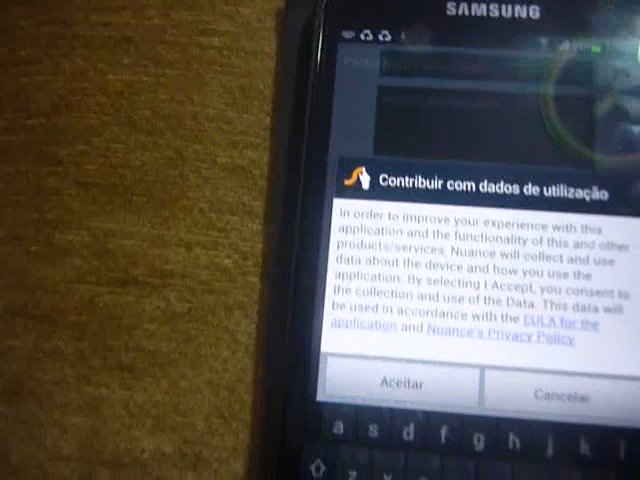 SAMSUNG
Contribuir com dados de utilização
In order to improve your experience with this
application and the functionality of this and other
products/services, Nuance will collect and use
data about the device and how you use the
application. By selecting I Accept, you consent to
the collection and use of the Data. This data will
be used in accordance with the EULA for the
application and Nuance's Privacy Policy.
Aceitar Cancelar
a s d f g h j k l
z